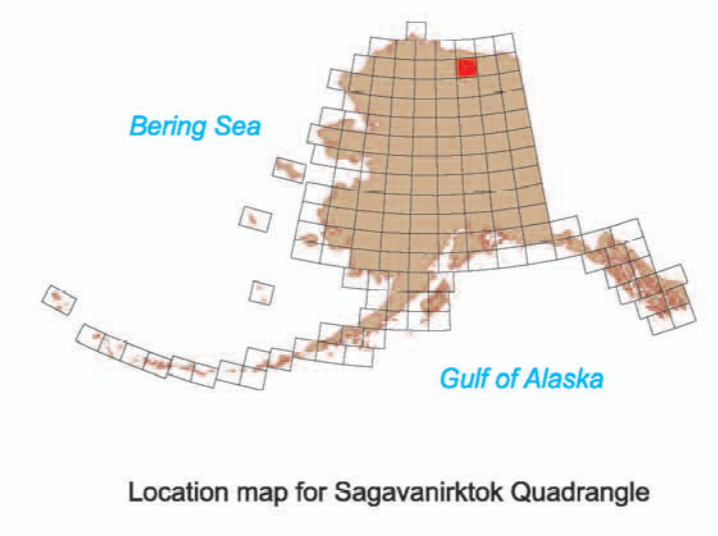 Bering Sea
Gulf of Alaska
Location map for Sagavanirktok Quadrangle